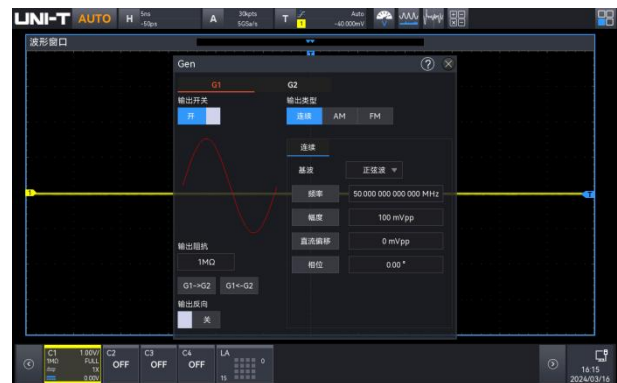 UNI-T AUTO H 5ns -50ps A 30kpts 5GSa/s T 1 Auto -40.000mV
波形窗口
Gen ?
G1 G2
输出开关 输出类型
开 连续 AM FM
连续
基波 正弦波
频率 50.000 000 000 000 MHz
幅度 100 mVpp
直流偏移 0 mVpp
相位 0.00 °
输出阻抗
1MΩ
G1->G2 G1<-G2
输出反向
关
C1 1.00V/ C2 C3 C4 LA
1MΩ FULL OFF OFF OFF 0
1X
0.00V 15
16:15
2024/03/16